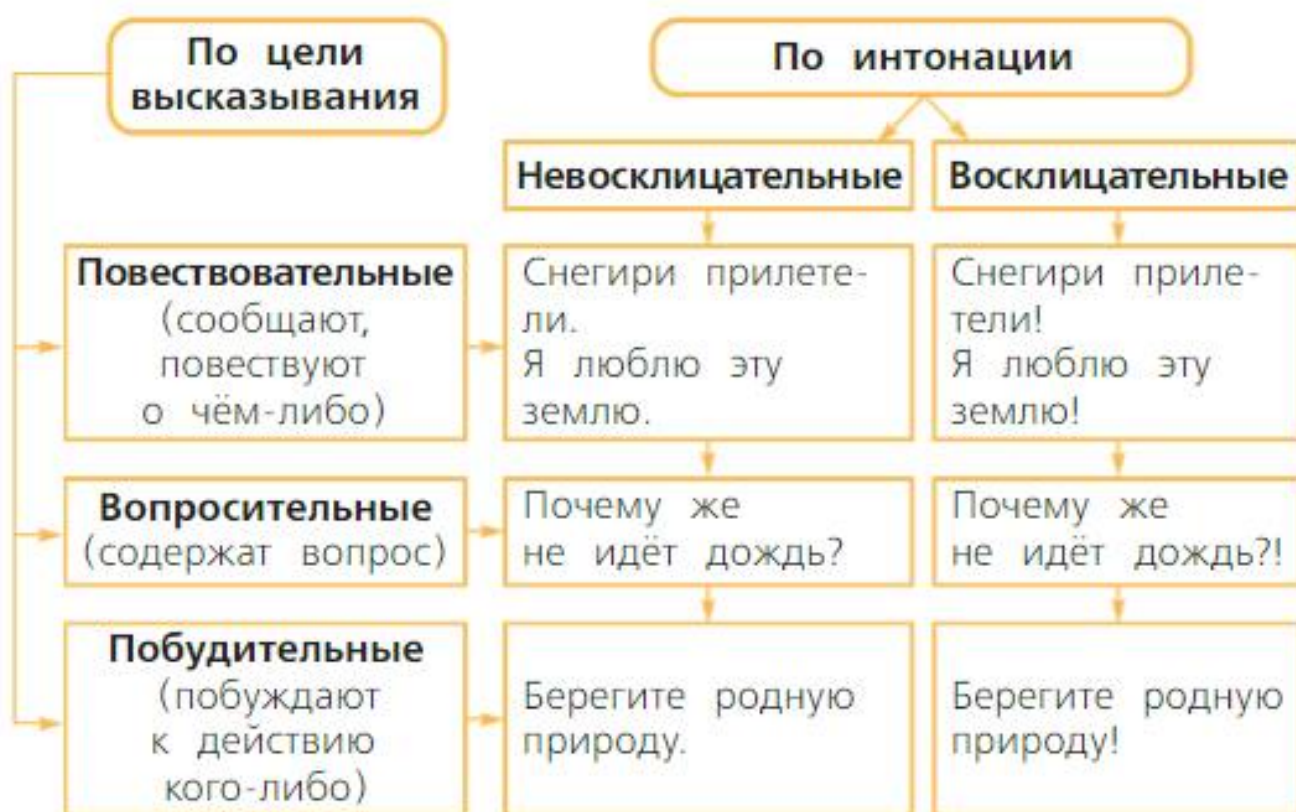 По цели
высказывания
По интонации
Невосклицательные
Восклицательные
Повествовательные
(сообщают,
повествуют
о чём-либо)
Снегири прилете-
ли.
Я люблю эту
землю.
Снегири приле-
тели!
Я люблю эту
землю!
Вопросительные
(содержат вопрос)
Почему же
не идёт дождь?
Почему же
не идёт дождь?!
Побудительные
(побуждают
к действию
кого-либо)
Берегите родную
природу.
Берегите родную
природу!